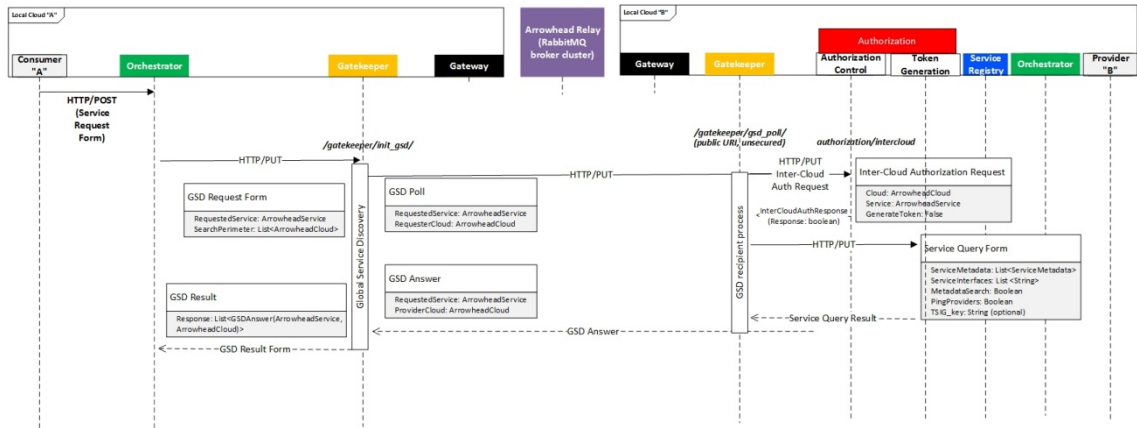 Local Cloud "A"
Local Cloud "B"
Arrowhead Relay
(RabbitMQ
broker cluster)
Authorization
Consumer
"A"
Orchestrator
Gatekeeper
Gateway
Gateway
Gatekeeper
Authorization
Control
Token
Generation
Service
Registry
Orchestrator
Provider
"B"
HTTP/POST
(Service
Request
Form)
/gatekeeper/init_gsd/
/gatekeeper/gsd_poll/
(public URI, unsecured)
authorization/intercloud
HTTP/PUT
HTTP/PUT
HTTP/PUT
Inter-Cloud
Auth Request
Inter-Cloud Authorization Request
Cloud: ArrowheadCloud
Service: ArrowheadService
GenerateToken: False
GSD Request Form
RequestedService: ArrowheadService
SearchPerimeter: List<ArrowheadCloud>
Global Service Discovery
GSD Poll
RequestedService: ArrowheadService
RequesterCloud: ArrowheadCloud
GSD recipient process
InterCloudAuthResponse
(Response: boolean)
HTTP/PUT
Service Query Form
ServiceMetadata: List<ServiceMetadata>
ServiceInterfaces: List <String>
MetadataSearch: Boolean
PingProviders: Boolean
TSIG_key: String (optional)
GSD Answer
RequestedService: ArrowheadService
ProviderCloud: ArrowheadCloud
GSD Result
Response: List<GSDAnswer(ArrowheadService,
ArrowheadCloud)>
Service Query Result
GSD Answer
GSD Result Form